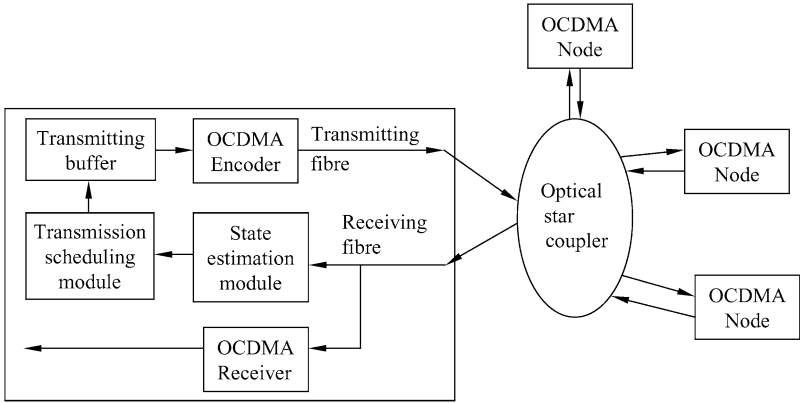 OCDMA
Node
Transmitting
buffer
OCDMA
Encoder
Transmitting
fibre
OCDMA
Node
Optical
star
coupler
Transmission
scheduling
module
State
estimation
module
Receiving
fibre
OCDMA
Node
OCDMA
Receiver